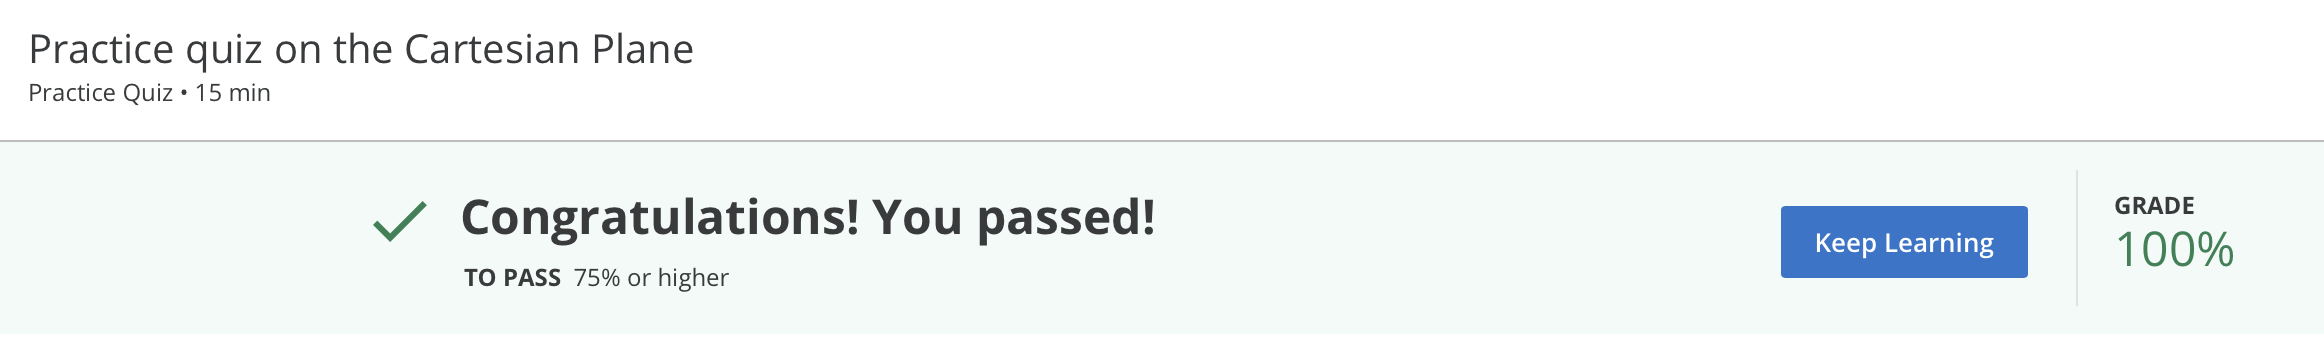 Practice quiz on the Cartesian Plane
Practice Quiz • 15 min
Congratulations! You passed!
TO PASS 75% or higher
Keep Learning
GRADE
100%